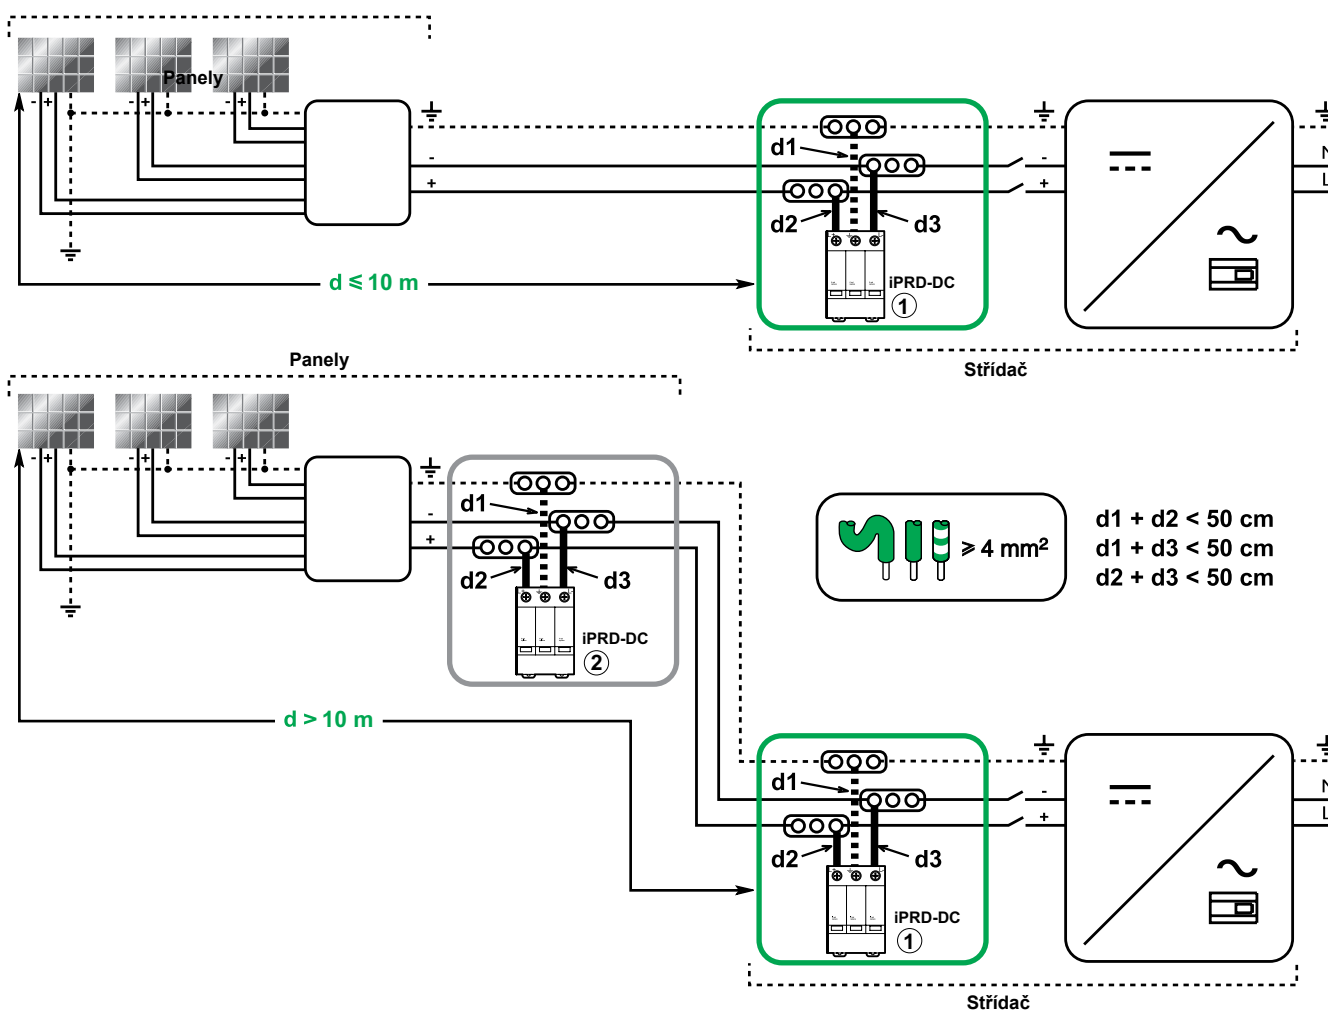 Panely
- + - + - +
-
+
d1
d2
d3
iPRD-DC
1
- 
+
N
L
d ⩽ 10 m
Střídač
Panely
- + - + - +
-
+
d1
d2
d3
iPRD-DC
2
⩾ 4 mm²
d1 + d2 < 50 cm
d1 + d3 < 50 cm
d2 + d3 < 50 cm
d > 10 m
d1
d2
d3
iPRD-DC
1
-
+
N
L
Střídač